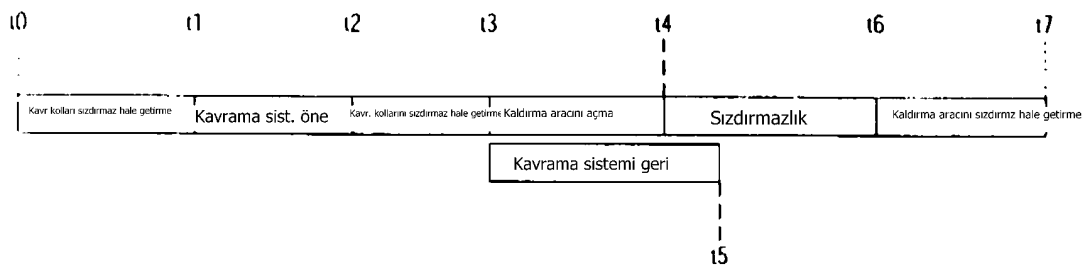 t0 t1 t2 t3 t4 t6 t7
Kavr kolları sızdırmaz hale getirme Kavrama sist. öne Kavr. kollarını sızdırmaz hale getirme Kaldırma aracını açma Sızdırmazlık Kaldırma aracını sızdırmz hale getirme
Kavrama sistemi geri
t5